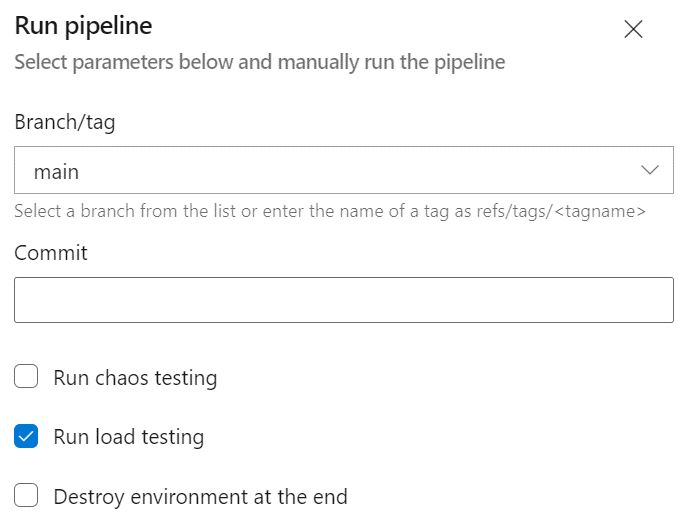 Run pipeline
Select parameters below and manually run the pipeline
Branch/tag
main
Select a branch from the list or enter the name of a tag as refs/tags/<tagname>
Commit
Run chaos testing
Run load testing
Destroy environment at the end